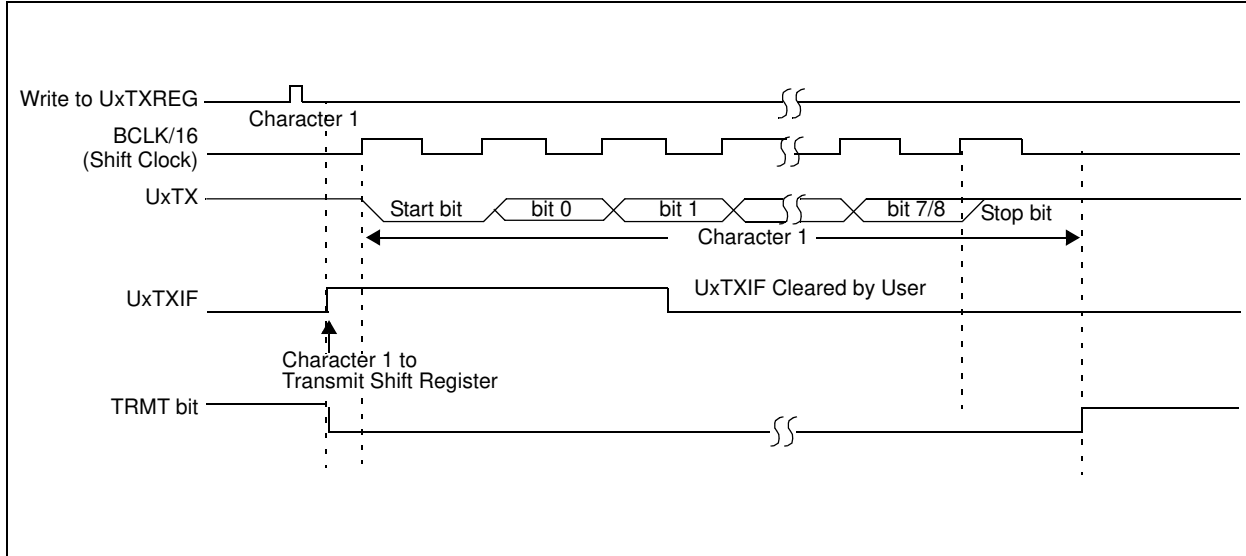 Write to UxTXREG
Character 1
BCLK/16
(Shift Clock)
UxTX
Start bit
bit 0
bit 1
bit 7/8
Stop bit
Character 1
UxTXIF
UxTXIF Cleared by User
Character 1 to
Transmit Shift Register
TRMT bit